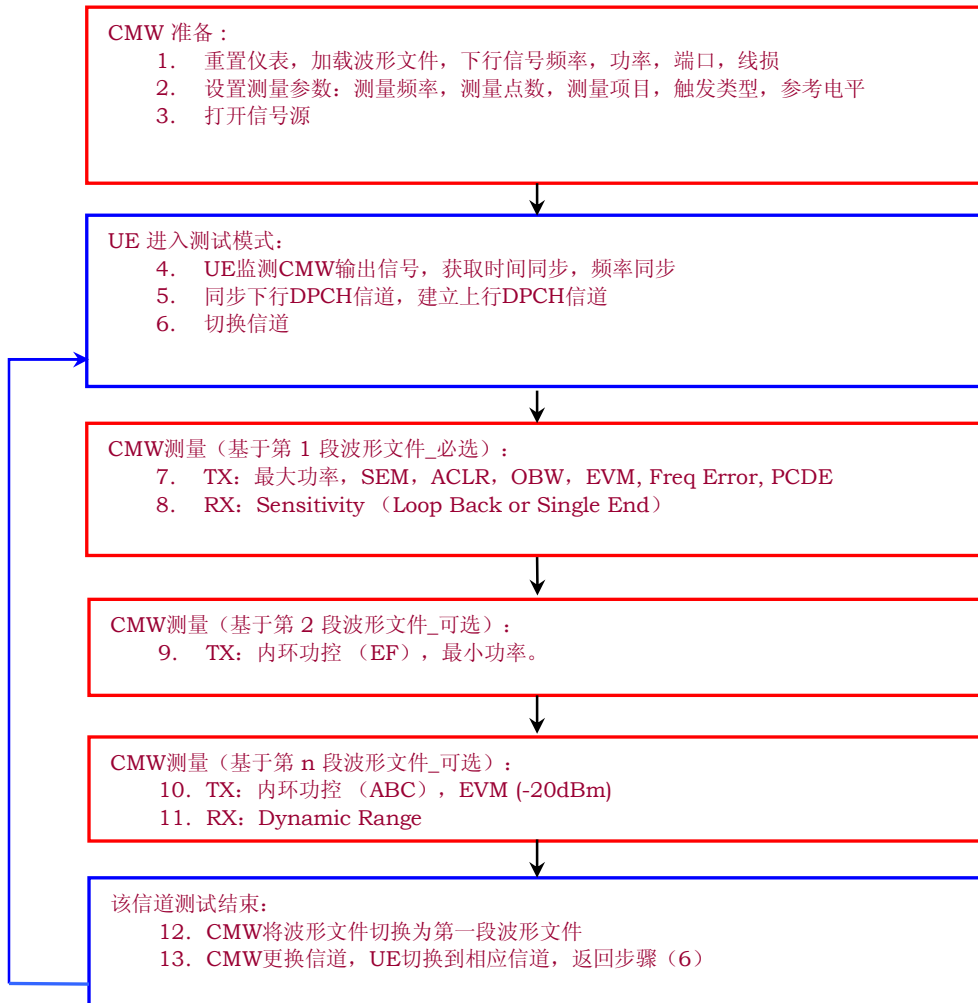 CMW 准备：
1. 重置仪表，加载波形文件，下行信号频率，功率，端口，线损
2. 设置测量参数：测量频率，测量点数，测量项目，触发类型，参考电平
3. 打开信号源
UE 进入测试模式：
4. UE监测CMW输出信号，获取时间同步，频率同步
5. 同步下行DPCH信道，建立上行DPCH信道
6. 切换信道
CMW测量（基于第 1 段波形文件_必选）：
7. TX：最大功率，SEM，ACLR，OBW，EVM, Freq Error, PCDE
8. RX：Sensitivity （Loop Back or Single End）
CMW测量（基于第 2 段波形文件_可选）：
9. TX：内环功控 （EF），最小功率。
CMW测量（基于第 n 段波形文件_可选）：
10. TX：内环功控 （ABC），EVM (-20dBm)
11. RX：Dynamic Range
该信道测试结束：
12. CMW将波形文件切换为第一段波形文件
13. CMW更换信道，UE切换到相应信道，返回步骤（6）